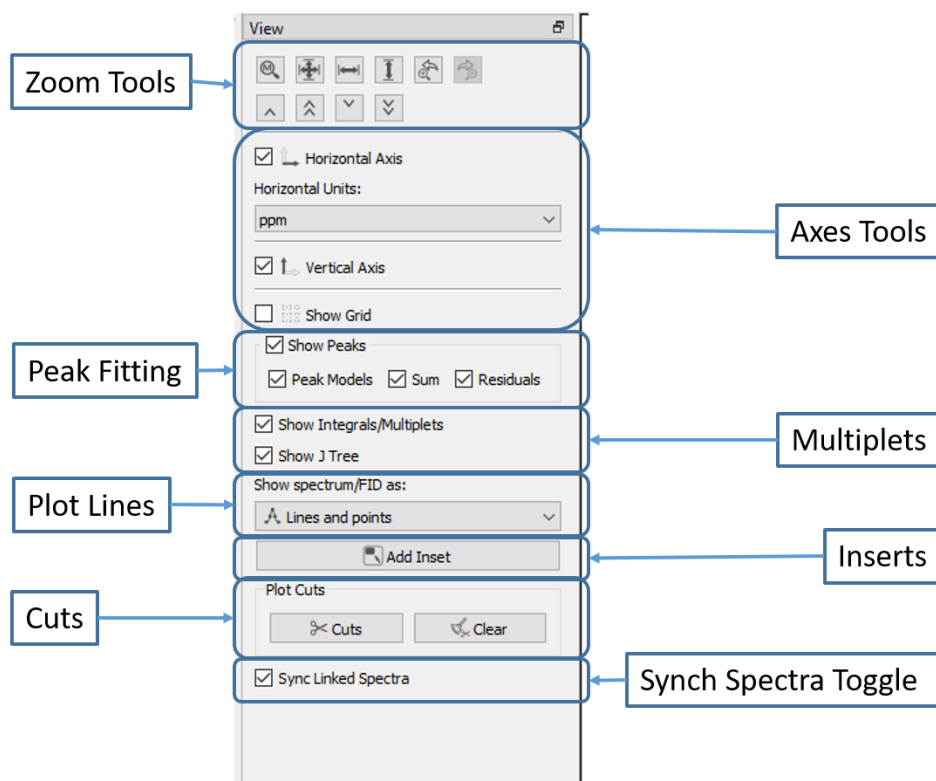 View
Zoom Tools
Horizontal Axis
Horizontal Units:
ppm
Axes Tools
Vertical Axis
Show Grid
Show Peaks
Peak Fitting
Peak Models Sum Residuals
Show Integrals/Multiplets
Multiplets
Show J Tree
Show spectrum/FID as:
Plot Lines
Lines and points
Add Inset
Inserts
Plot Cuts
Cuts
Cuts Clear
Sync Linked Spectra
Synch Spectra Toggle